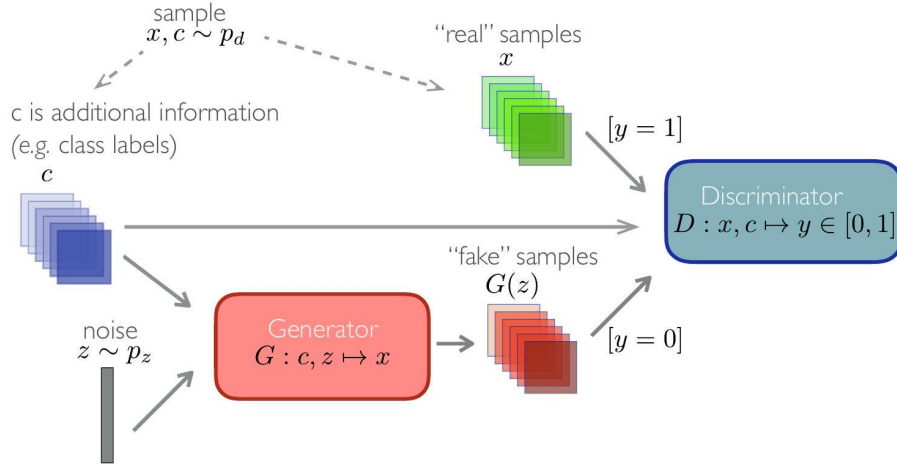 sample
x, c ∼ p_d
"real" samples
x
c is additional information
(e.g. class labels)
c
[y = 1]
Discriminator
D : x, c ↦ y ∈ [0, 1]
"fake" samples
G(z)
noise
z ∼ p_z
Generator
G : c, z ↦ x
[y = 0]